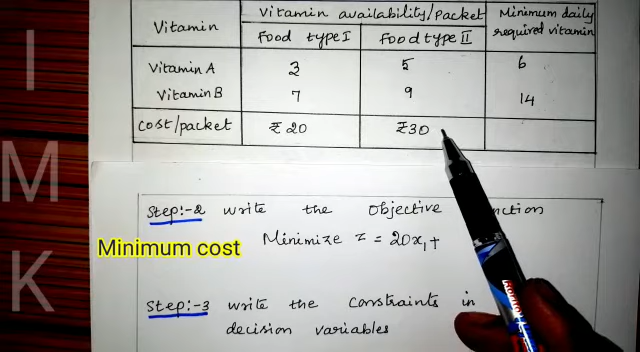 Vitamin Vitamin availability/Packet Minimum daily
Food type I Food type II required vitamin
Vitamin A 3 5 6
Vitamin B 7 9 14
Cost/packet ₹ 20 ₹30
Step:-2 write the Objective nction
Minimum cost Minimize Z = 20x₁ +
Step:-3 write the Constraints in
decision variables
I
M
K